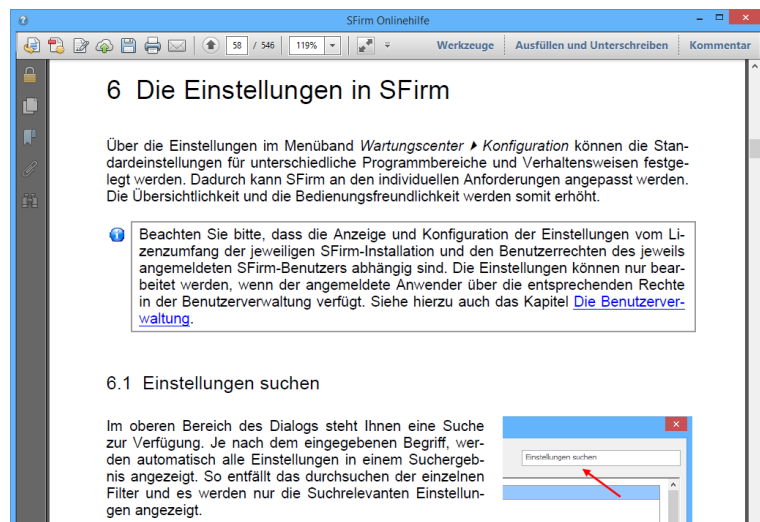 SFirm Onlinehilfe
58 / 546 119% Werkzeuge Ausfüllen und Unterschreiben Kommentar
6 Die Einstellungen in SFirm
Über die Einstellungen im Menüband Wartungscenter ▶ Konfiguration können die Stan-
dardeinstellungen für unterschiedliche Programmbereiche und Verhaltensweisen festge-
legt werden. Dadurch kann SFirm an den individuellen Anforderungen angepasst werden.
Die Übersichtlichkeit und die Bedienungsfreundlichkeit werden somit erhöht.
Beachten Sie bitte, dass die Anzeige und Konfiguration der Einstellungen vom Li-
zenzumfang der jeweiligen SFirm-Installation und den Benutzerrechten des jeweils
angemeldeten SFirm-Benutzers abhängig sind. Die Einstellungen können nur bear-
beitet werden, wenn der angemeldete Anwender über die entsprechenden Rechte
in der Benutzerverwaltung verfügt. Siehe hierzu auch das Kapitel Die Benutzerver-
waltung.
6.1 Einstellungen suchen
Im oberen Bereich des Dialogs steht Ihnen eine Suche
zur Verfügung. Je nach dem eingegebenen Begriff, wer-
den automatisch alle Einstellungen in einem Suchergeb-
nis angezeigt. So entfällt das durchsuchen der einzelnen
Filter und es werden nur die Suchrelevanten Einstellun-
gen angezeigt.
Einstellungen suchen